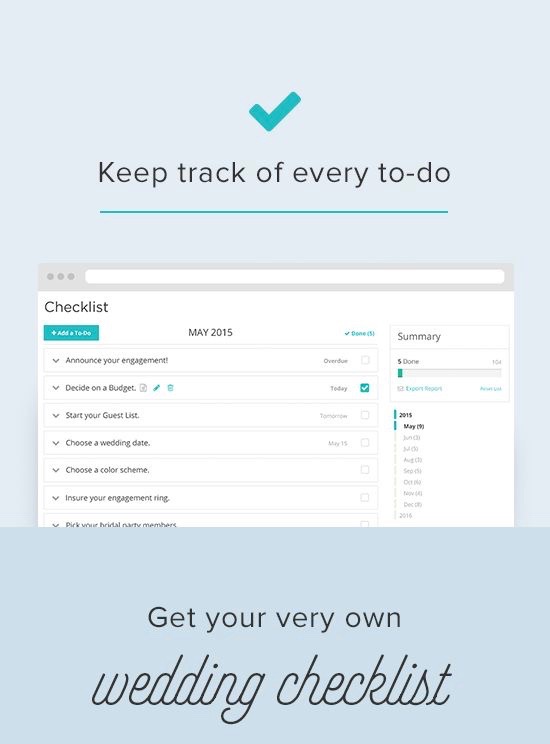 Keep track of every to-do
Checklist
+ Add a To-Do
MAY 2015
Done (5)
Announce your engagement!
Overdue
Decide on a Budget.
Today
Start your Guest List.
Tomorrow
Choose a wedding date.
May 15
Choose a color scheme.
Insure your engagement ring.
Pick your bridal party members.
Summary
5 Done
104
Export Report
Reset List
2015
May (9)
Jun (3)
Jul (5)
Aug (3)
Sep (5)
Oct (6)
Nov (4)
Dec (8)
2016
Get your very own
wedding checklist